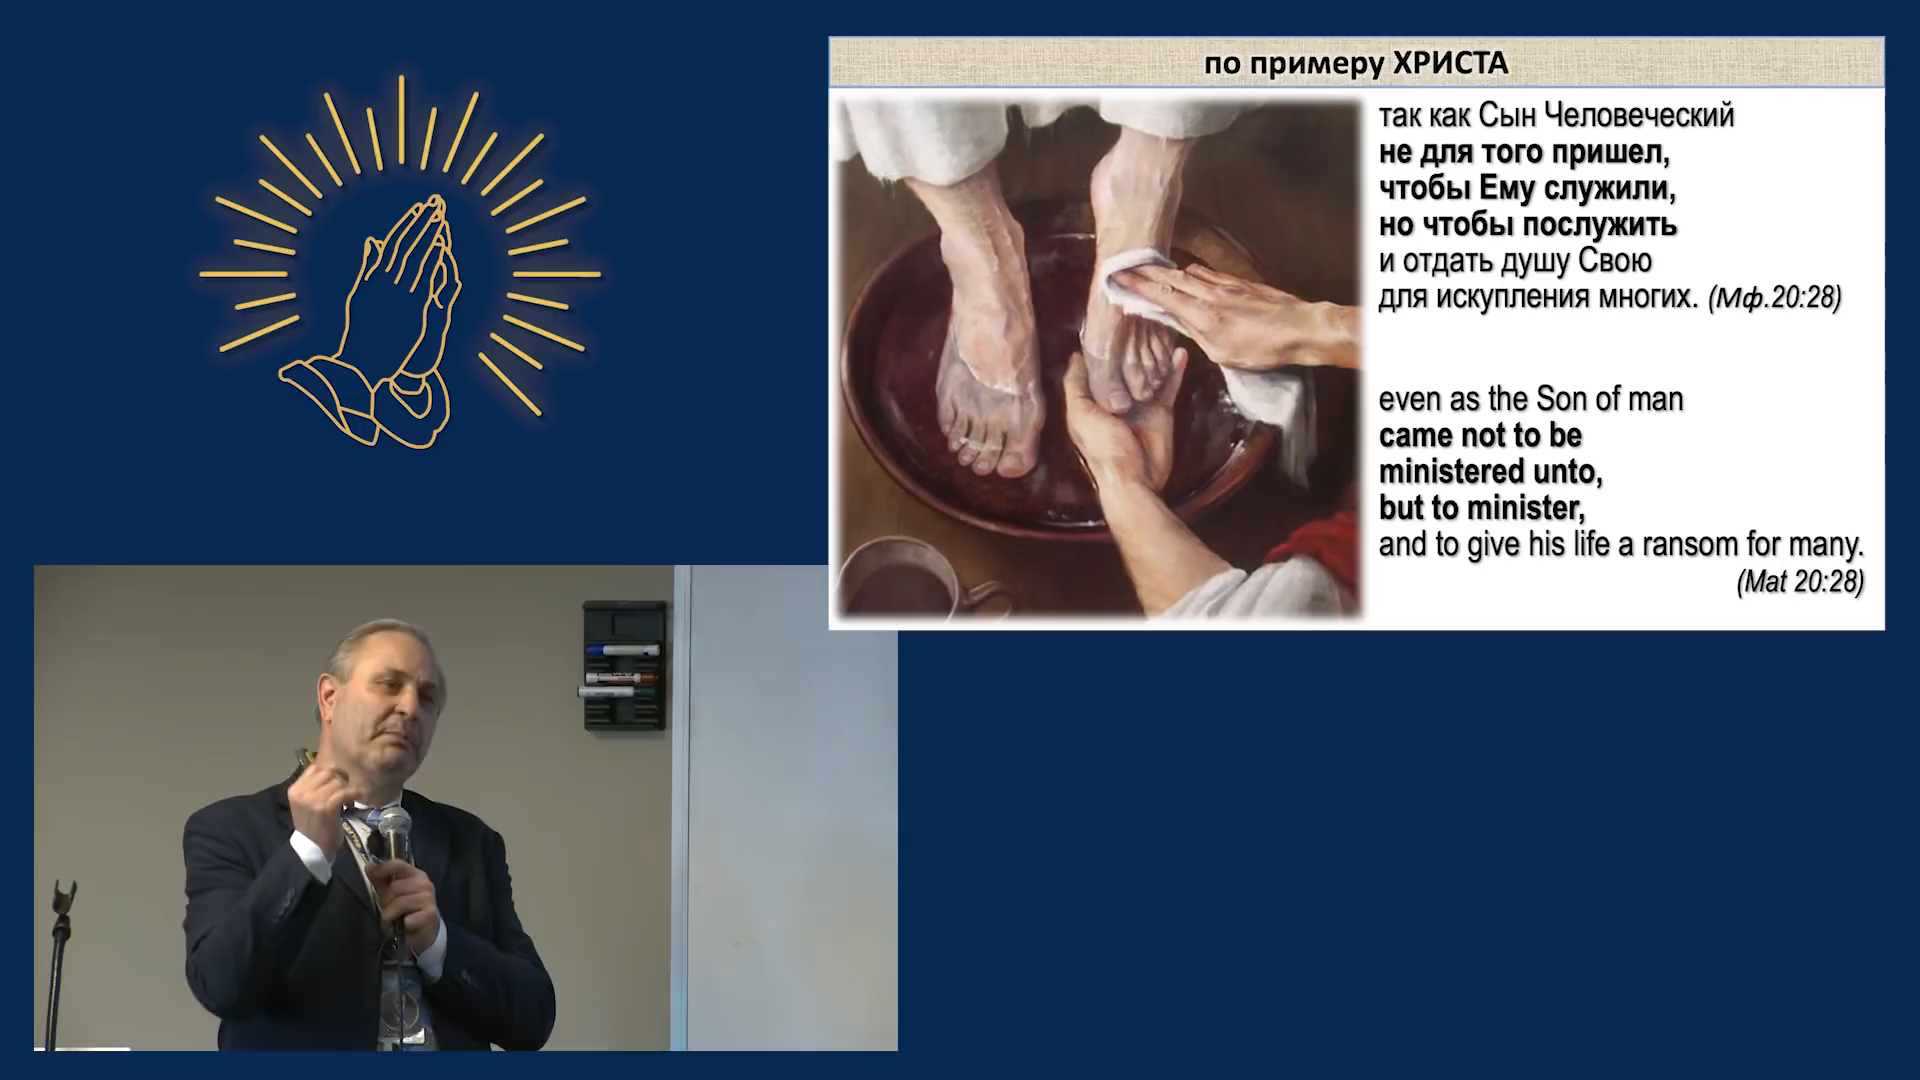 по примеру ХРИСТА
так как Сын Человеческий
не для того пришел,
чтобы Ему служили,
но чтобы послужить
и отдать душу Свою
для искупления многих. (Мф.20:28)
even as the Son of man
came not to be
ministered unto,
but to minister,
and to give his life a ransom for many.
(Mat 20:28)